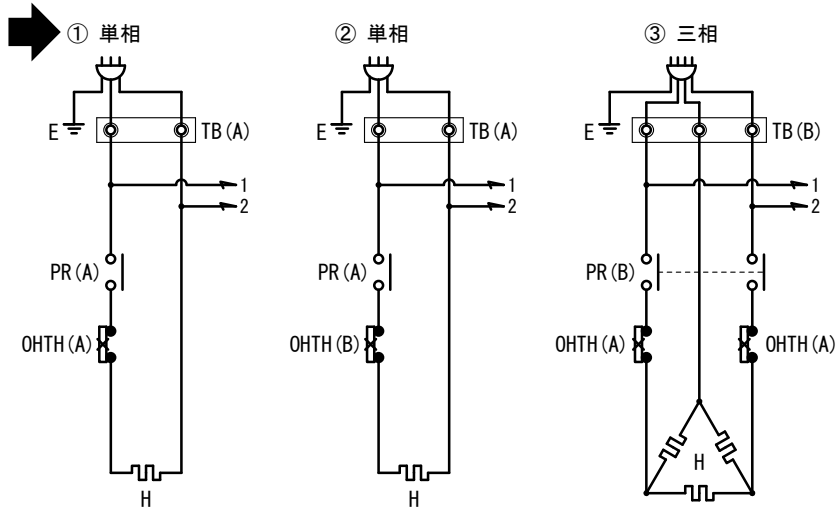 ① 単相
E
TB(A)
1
2
PR(A)
OHTH(A)
H
② 単相
E
TB(A)
1
2
PR(A)
OHTH(B)
H
③ 三相
E
TB(B)
1
2
PR(B)
OHTH(A)
OHTH(A)
H